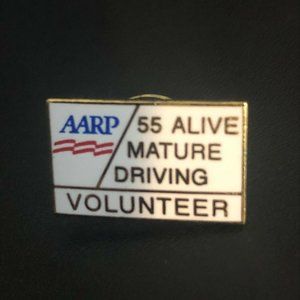 AARP
55 ALIVE
MATURE
DRIVING
VOLUNTEER